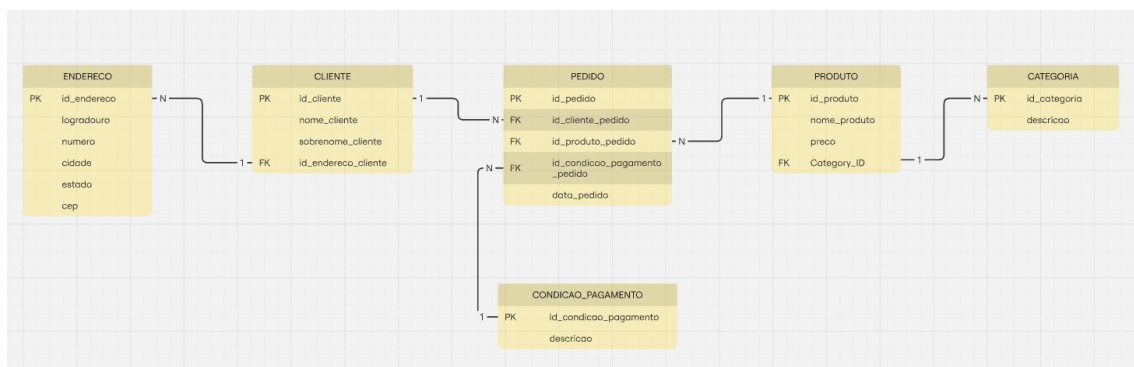 ENDERECO
PK id_endereco
logradouro
numero
cidade
estado
cep
N
1
CLIENTE
PK id_cliente
nome_cliente
sobrenome_cliente
FK id_endereco_cliente
1
N
PEDIDO
PK id_pedido
FK id_cliente_pedido
FK id_produto_pedido
FK id_condicao_pagamento
_pedido
data_pedido
N
N
1
PRODUTO
PK id_produto
nome_produto
preco
FK Category_ID
1
N
CATEGORIA
PK id_categoria
descricao
CONDICAO_PAGAMENTO
1
PK id_condicao_pagamento
descricao